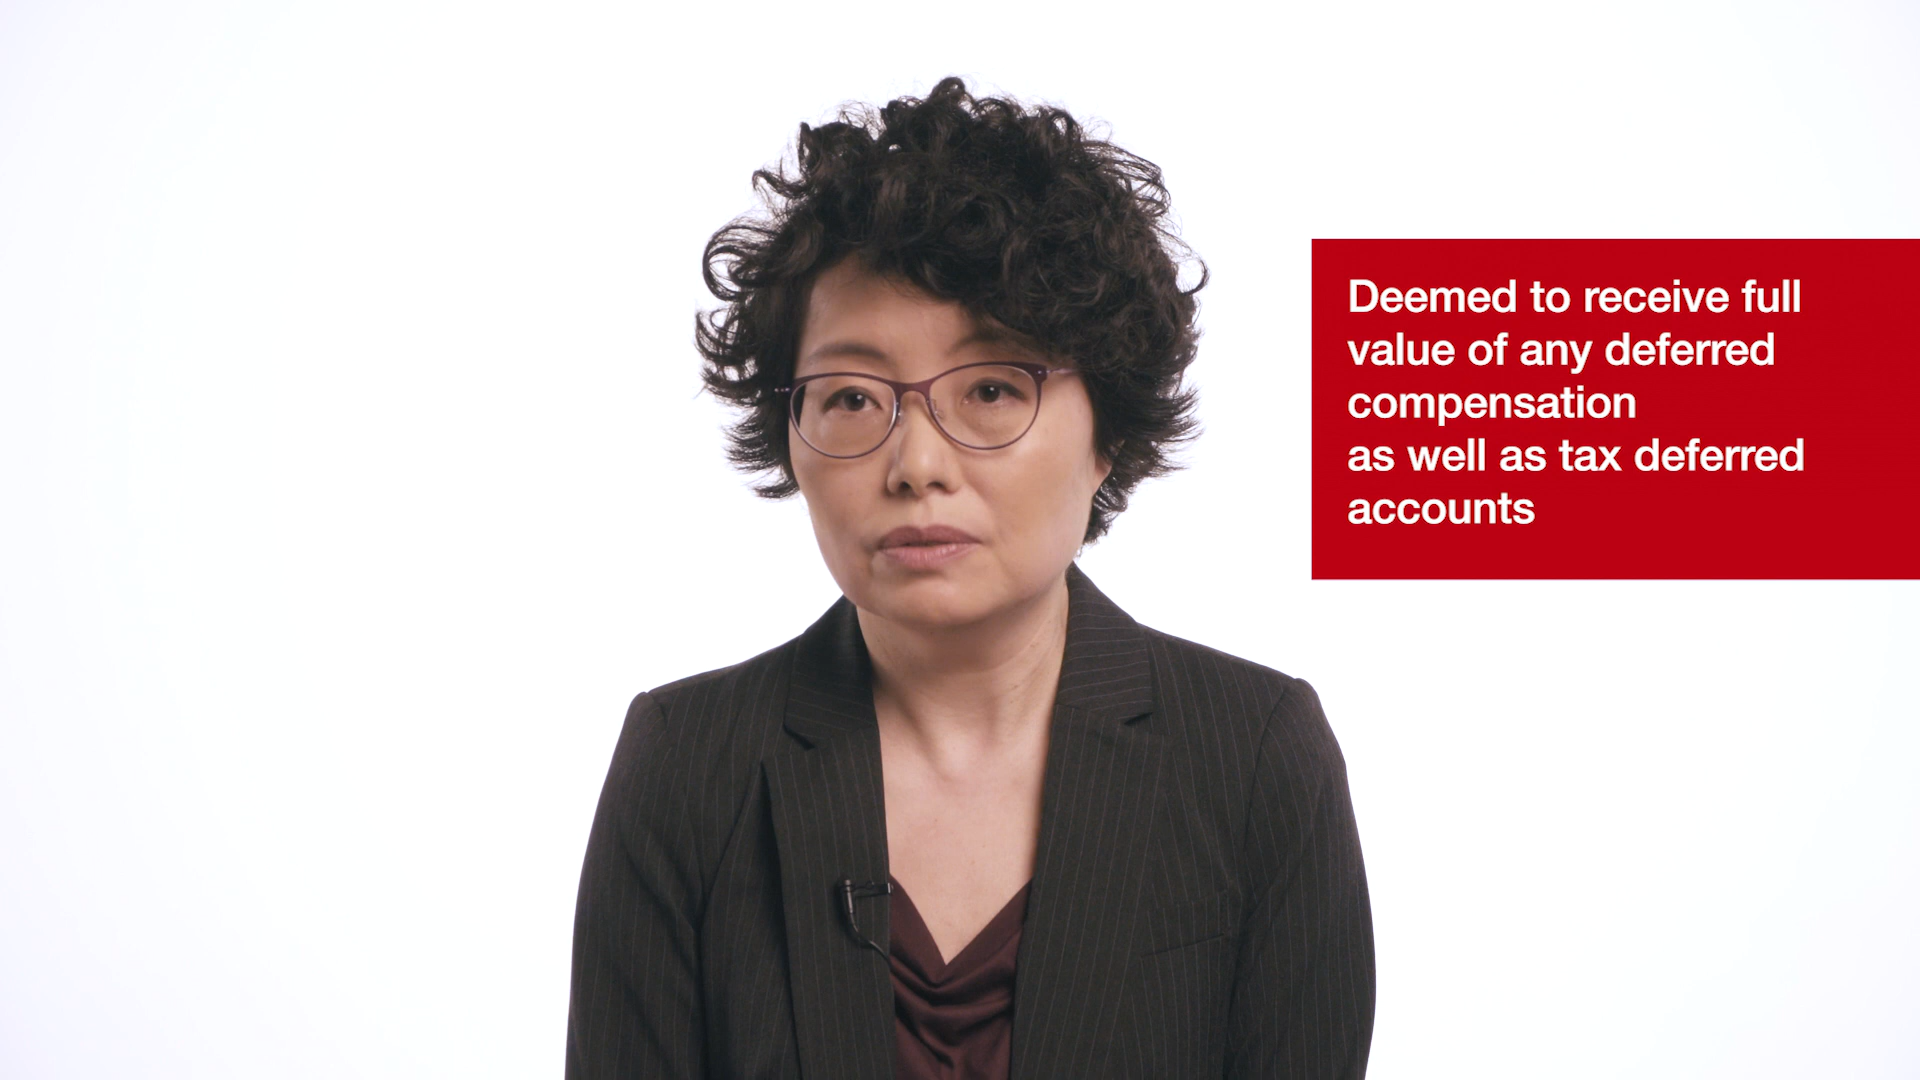 Deemed to receive full
value of any deferred
compensation
as well as tax deferred
accounts